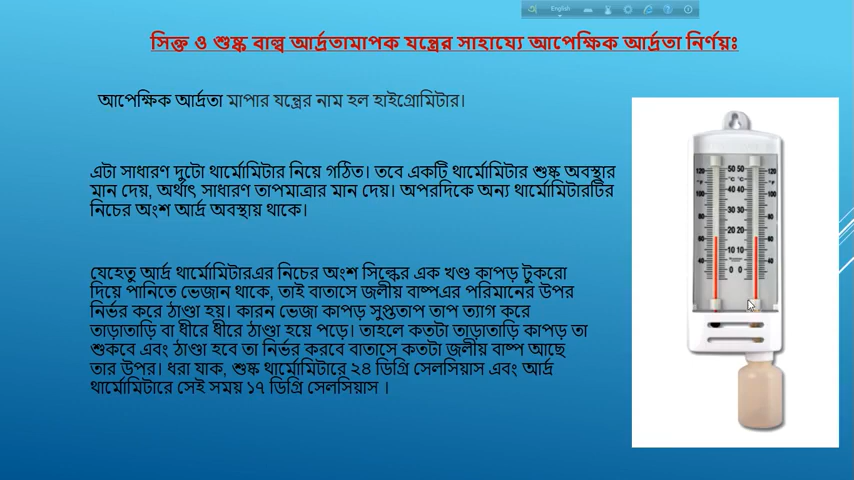 English
সিক্ত ও শুষ্ক বাল্ব আর্দ্রতামাপক যন্ত্রের সাহায্যে আপেক্ষিক আর্দ্রতা নির্ণয়ঃ
আপেক্ষিক আর্দ্রতা মাপার যন্ত্রের নাম হল হাইগ্রোমিটার।
এটা সাধারণ দুটো থার্মোমিটার নিয়ে গঠিত। তবে একটি থার্মোমিটার শুষ্ক অবস্থার
মান দেয়, অর্থাৎ সাধারণ তাপমাত্রার মান দেয়। অপরদিকে অন্য থার্মোমিটারটির
নিচের অংশ আর্দ্র অবস্থায় থাকে।
যেহেতু আর্দ্র থার্মোমিটারএর নিচের অংশ সিল্কের এক খণ্ড কাপড় টুকরো
দিয়ে পানিতে ভেজান থাকে, তাই বাতাসে জলীয় বাষ্পএর পরিমানের উপর
নির্ভর করে ঠাণ্ডা হয়। কারন ভেজা কাপড় সুপ্ততাপ তাপ ত্যাগ করে
তাড়াতাড়ি বা ধীরে ধীরে ঠাণ্ডা হয়ে পড়ে। তাহলে কতটা তাড়াতাড়ি কাপড় তা
শুকবে এবং ঠাণ্ডা হবে তা নির্ভর করবে বাতাসে কতটা জলীয় বাষ্প আছে
তার উপর। ধরা যাক, শুষ্ক থার্মোমিটারে ২৪ ডিগ্রি সেলসিয়াস এবং আর্দ্র
থার্মোমিটারে সেই সময় ১৭ ডিগ্রি সেলসিয়াস ।